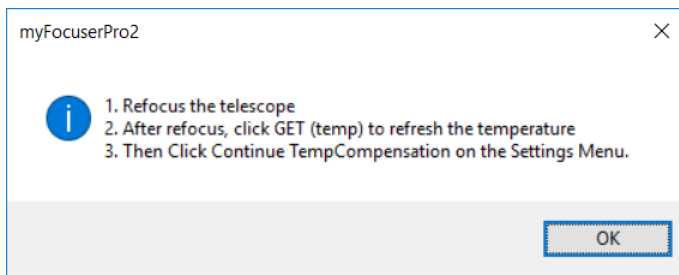 myFocuserPro2
1. Refocus the telescope
2. After refocus, click GET (temp) to refresh the temperature
3. Then Click Continue TempCompensation on the Settings Menu.
OK